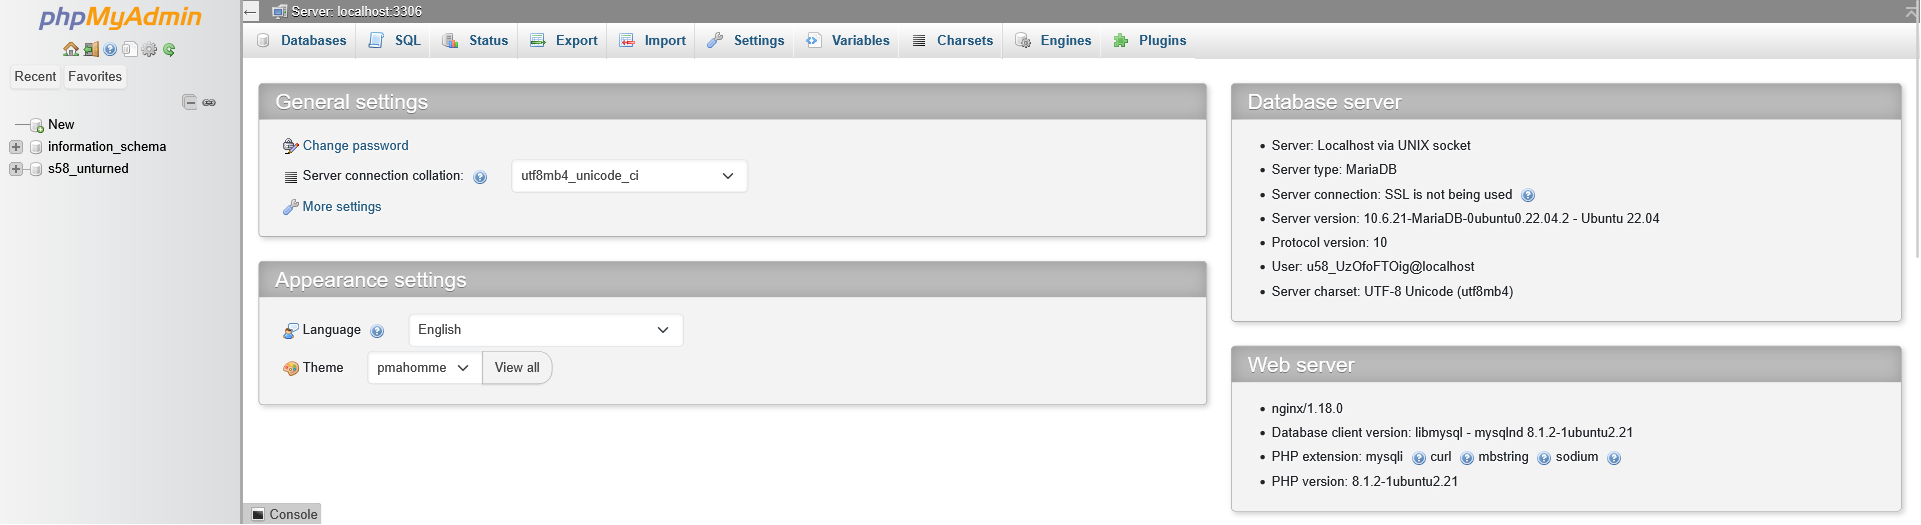 phpMyAdmin
Recent Favorites
New
information_schema
s58_unturned
Server: localhost:3306
Databases SQL Status Export Import Settings Variables Charsets Engines Plugins
General settings
Change password
Server connection collation: utf8mb4_unicode_ci
More settings
Appearance settings
Language English
Theme pmahomme View all
Database server
• Server: Localhost via UNIX socket
• Server type: MariaDB
• Server connection: SSL is not being used
• Server version: 10.6.21-MariaDB-0ubuntu0.22.04.2 - Ubuntu 22.04
• Protocol version: 10
• User: u58_UzOfoFTOig@localhost
• Server charset: UTF-8 Unicode (utf8mb4)
Web server
• nginx/1.18.0
• Database client version: libmysql - mysqlnd 8.1.2-1ubuntu2.21
• PHP extension: mysqli curl mbstring sodium
• PHP version: 8.1.2-1ubuntu2.21
Console